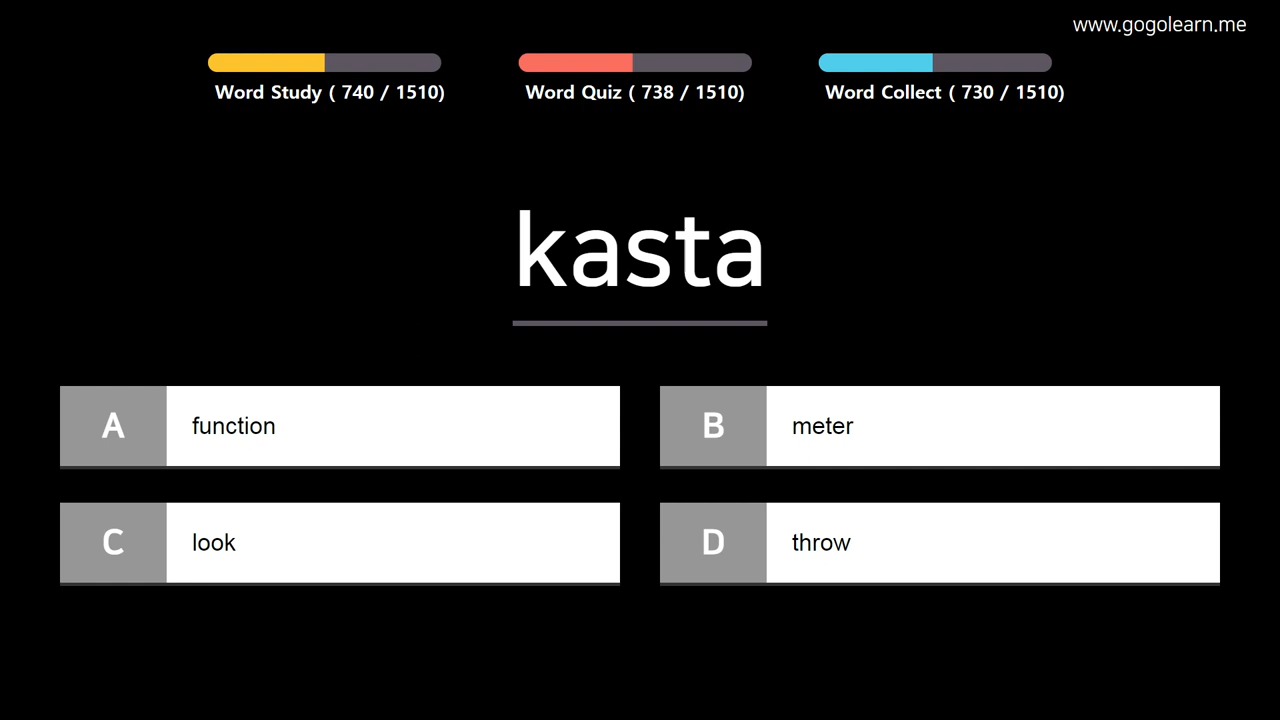 www.gogolearn.me
Word Study ( 740 / 1510)
Word Quiz ( 738 / 1510)
Word Collect ( 730 / 1510)
kasta
A function
B meter
C look
D throw